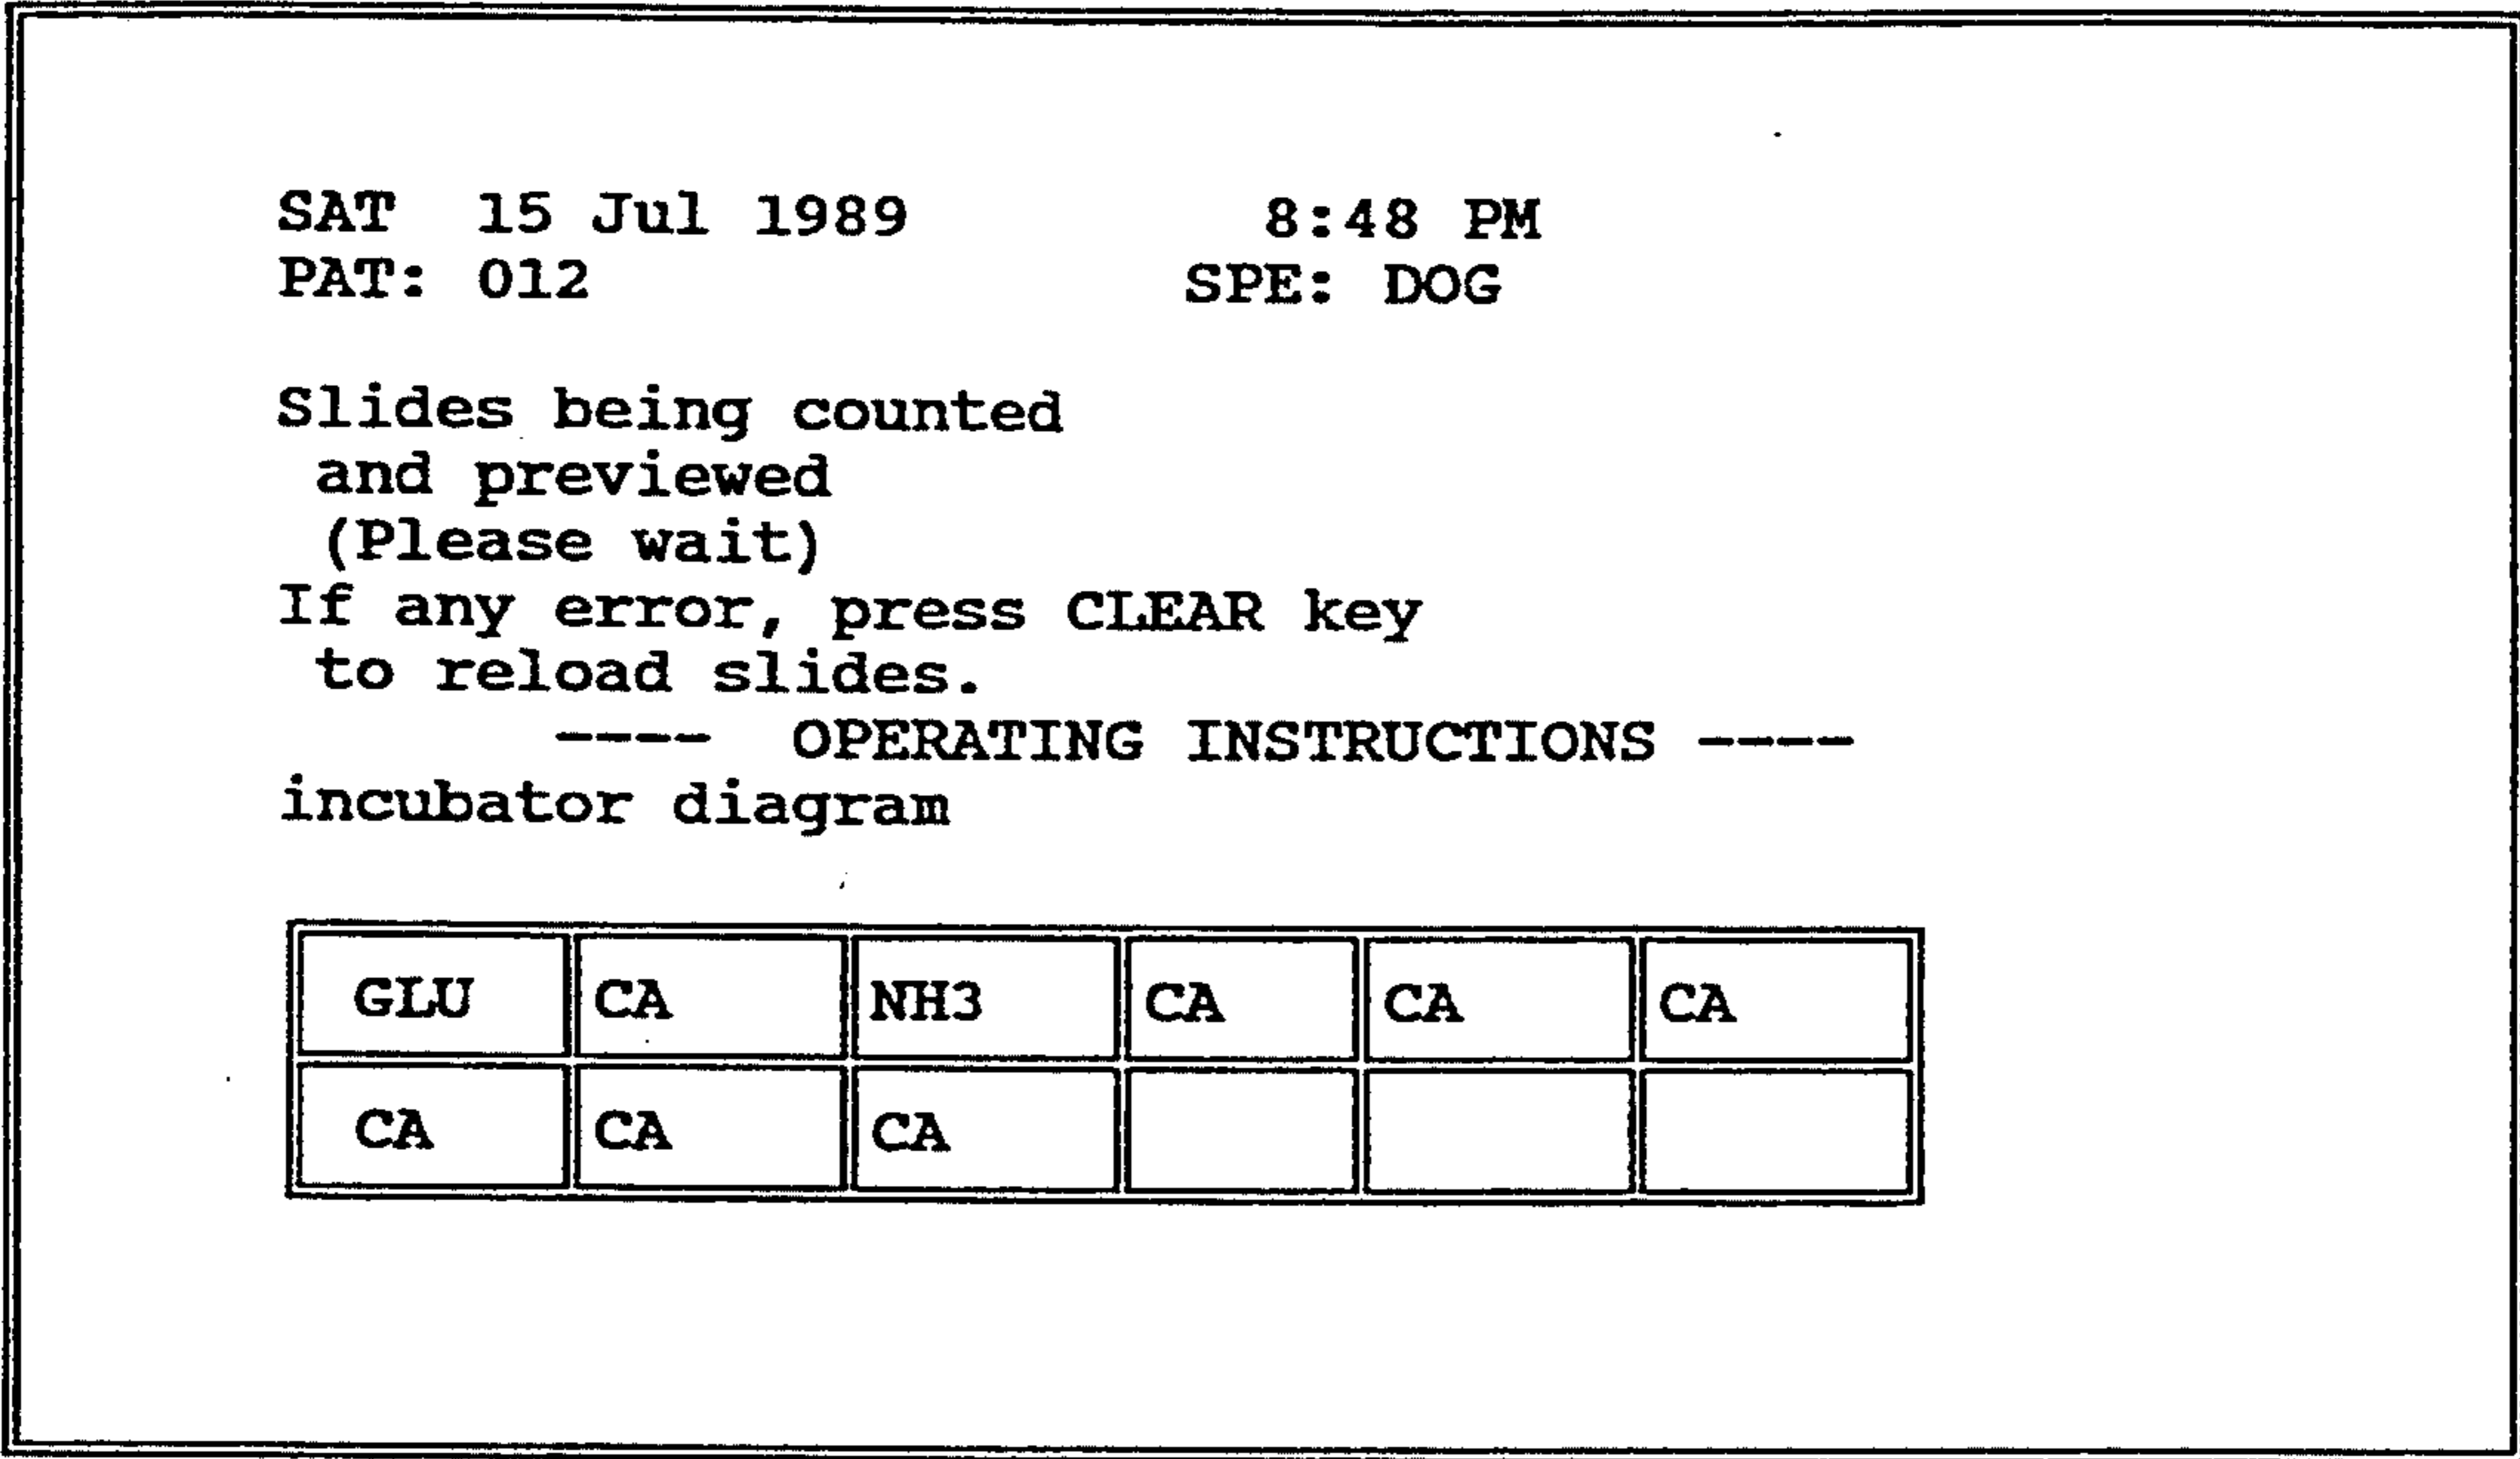 SAT 15 Jul 1989 8:48 PM
PAT: 012 SPE: DOG
Slides being counted
and previewed
(Please wait)
If any error, press CLEAR key
to reload slides.
---- OPERATING INSTRUCTIONS ----
incubator diagram
GLU CA NH3 CA CA CA
CA CA CA